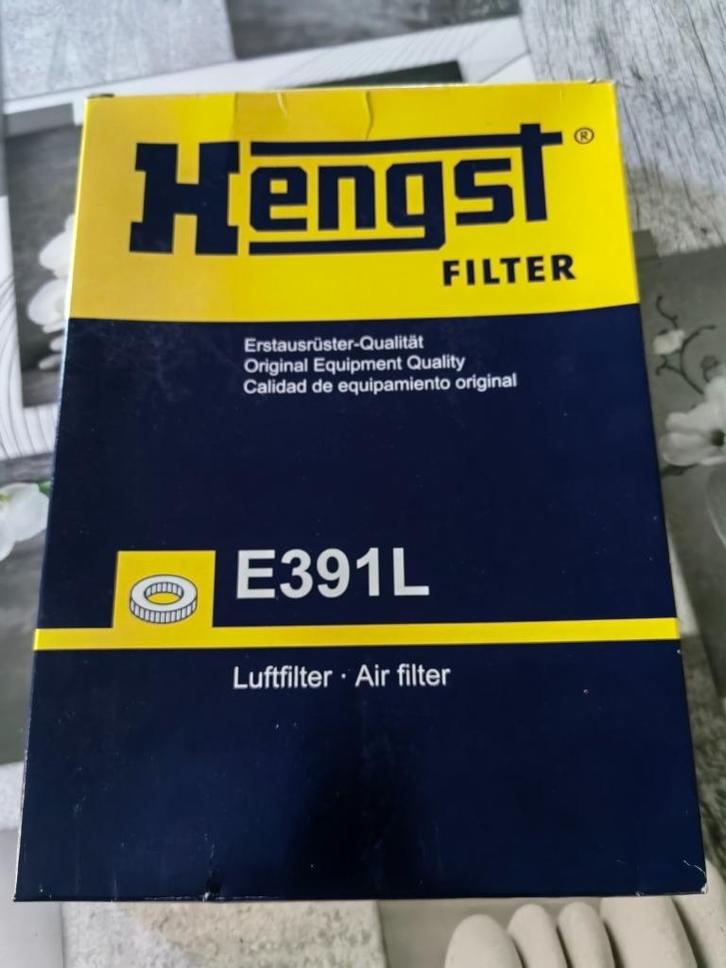 Hengst®
FILTER
Erstausrüster-Qualität
Original Equipment Quality
Calidad de equipamiento original
E391L
Luftfilter · Air filter